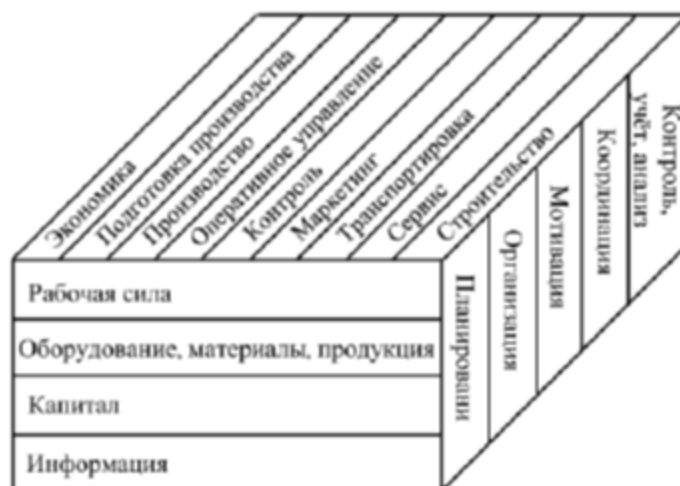 Экономика
Подготовка производства
Производство
Оперативное управление
Контроль
Маркетинг
Транспортировка
Сервис
Строительство
Рабочая сила
Оборудование, материалы, продукция
Капитал
Информация
Планировани
Организация
Мотивация
Координация
Контроль,
учёт, анализ